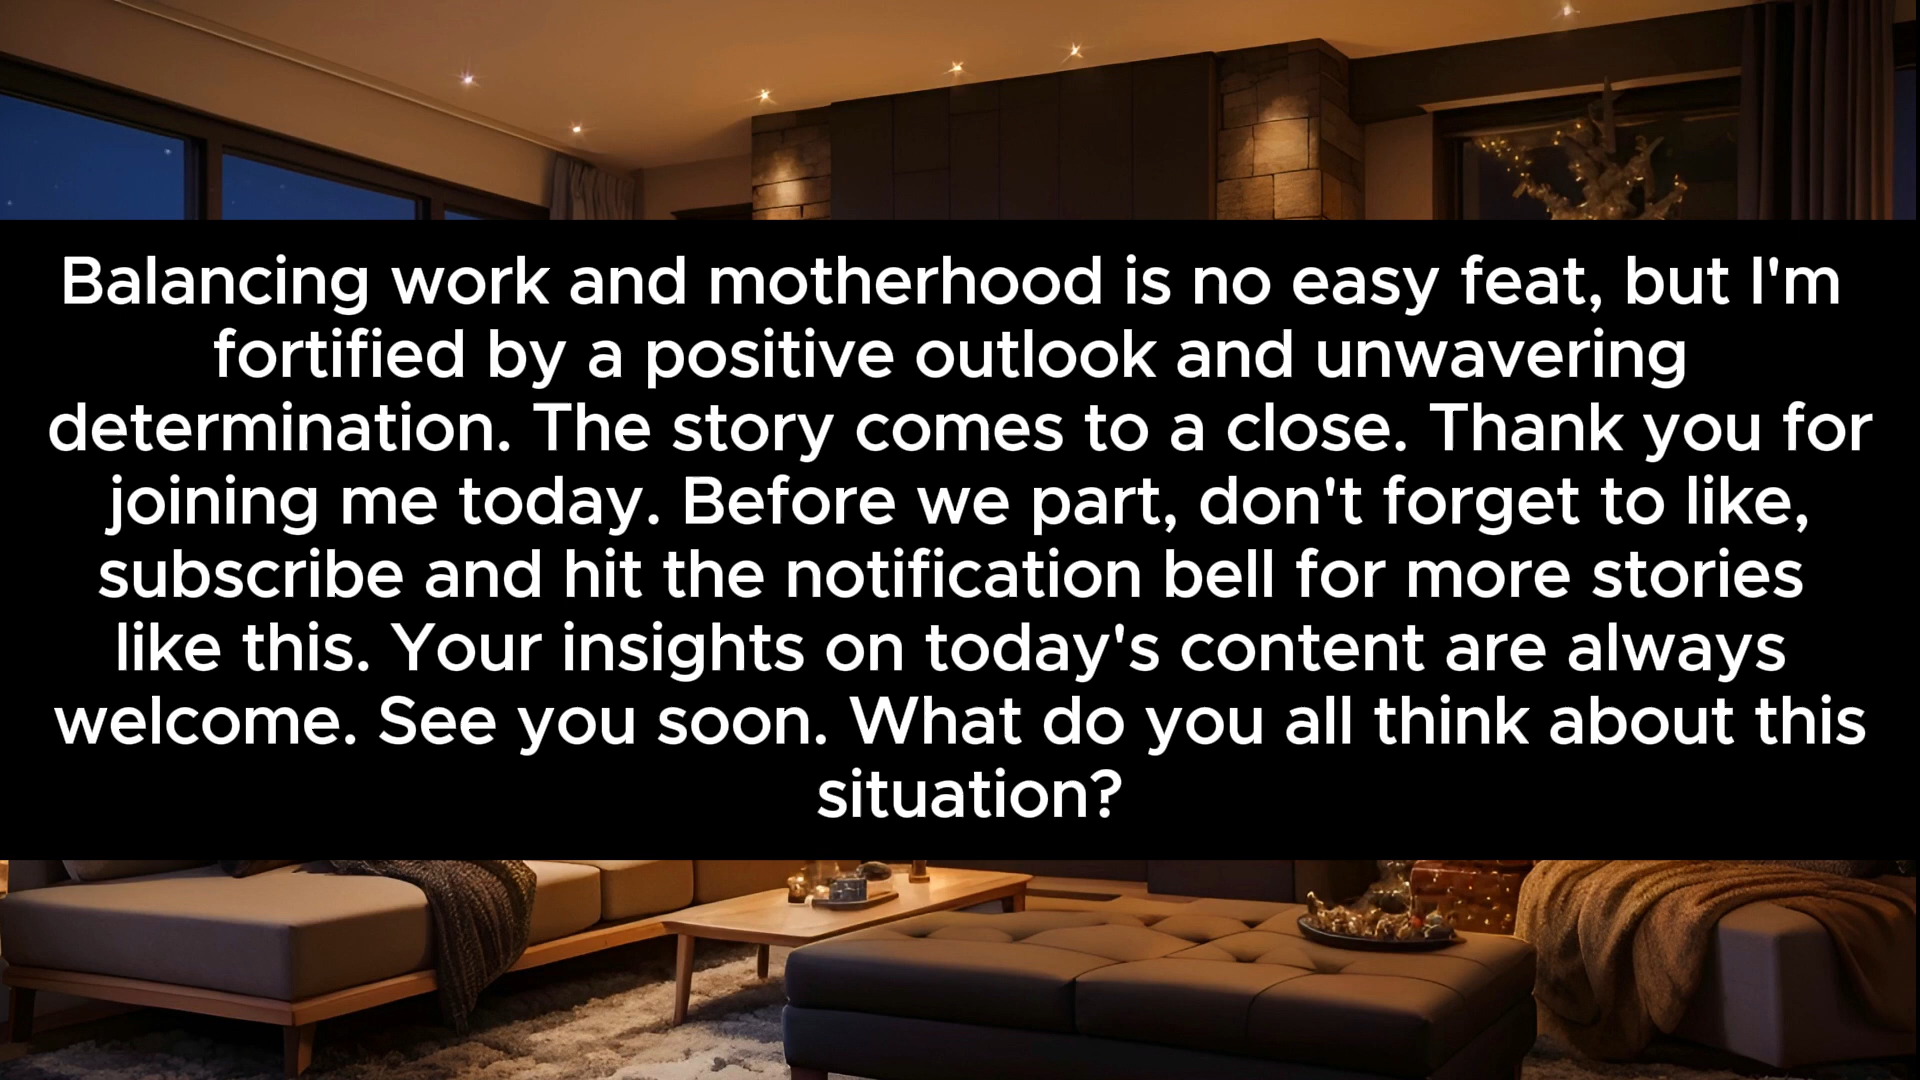 Balancing work and motherhood is no easy feat, but I'm
fortified by a positive outlook and unwavering
determination. The story comes to a close. Thank you for
joining me today. Before we part, don't forget to like,
subscribe and hit the notification bell for more stories
like this. Your insights on today's content are always
welcome. See you soon. What do you all think about this
situation?